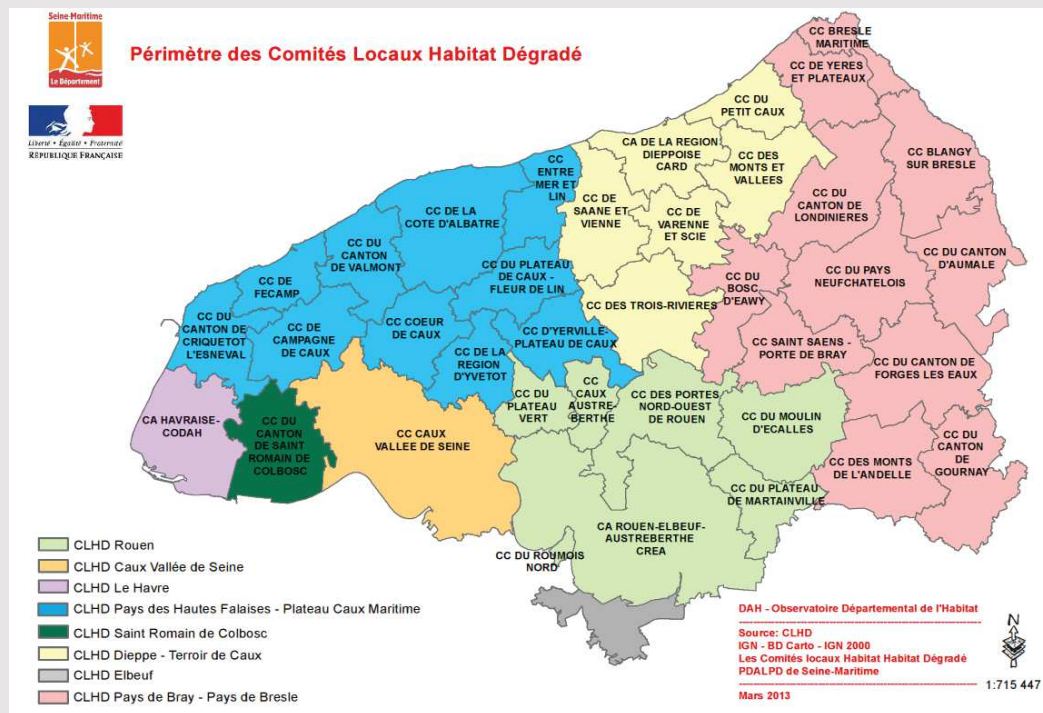 Seine-Maritime
Le Département
Liberté • Égalité • Fraternité
RÉPUBLIQUE FRANÇAISE
Périmètre des Comités Locaux Habitat Dégradé
CC BRESLE
MARITIME
CC DE YERES
ET PLATEAUX
CC DU
PETIT CAUX
CC BLANGY
SUR BRESLE
CA DE LA REGION
DIEPPOISE
CARD
CC DES
MONTS ET
VALLEES
CC
ENTRE
MER ET
LIN
CC DE
SAANE ET
VIENNE
CC DE
VARENNE
ET SCIE
CC DU
CANTON DE
LONDINIERES
CC DE LA
COTE D'ALBATRE
CC DU
CANTON
DE VALMONT
CC DU CANTON
D'AUMALE
CC DE
FECAMP
CC DU PLATEAU
DE CAUX -
FLEUR DE LIN
CC DES TROIS-RIVIERES
CC DU
BOSC
D'EAWY
CC DU PAYS
NEUFCHATELOIS
CC DU
CANTON DE
CRIQUETOT
L'ESNEVAL
CC DE
CAMPAGNE
DE CAUX
CC COEUR
DE CAUX
CC D'YERVILLE-
PLATEAU DE CAUX
CC SAINT SAENS -
PORTE DE BRAY
CC DE LA
REGION
D'YVETOT
CC DU CANTON DE
FORGES LES EAUX
CA HAVRAISE-
CODAH
CC DU
CANTON
DE SAINT
ROMAIN DE
COLBOSC
CC CAUX
VALLEE DE SEINE
CC DU
PLATEAU
VERT
CC
CAUX
AUSTRE-
BERTHE
CC DES PORTES
NORD-OUEST
DE ROUEN
CC DU MOULIN
D'ECALLES
CC DES MONTS
DE L'ANDELLE
CC DU
CANTON
DE
GOURNAY
CC DU PLATEAU
DE MARTAINVILLE
CA ROUEN-ELBEUF-
AUSTREBERTHE
CREA
CC DU ROUMOIS
NORD
CLHD Rouen
CLHD Caux Vallée de Seine
CLHD Le Havre
CLHD Pays des Hautes Falaises - Plateau Caux Maritime
CLHD Saint Romain de Colbosc
CLHD Dieppe - Terroir de Caux
CLHD Elbeuf
CLHD Pays de Bray - Pays de Bresle
DAH - Observatoire Départemental de l'Habitat
Source: CLHD
IGN - BD Carto - IGN 2000
Les Comités locaux Habitat Habitat Dégradé
PDALPD de Seine-Maritime
Mars 2013
N
1:715 447